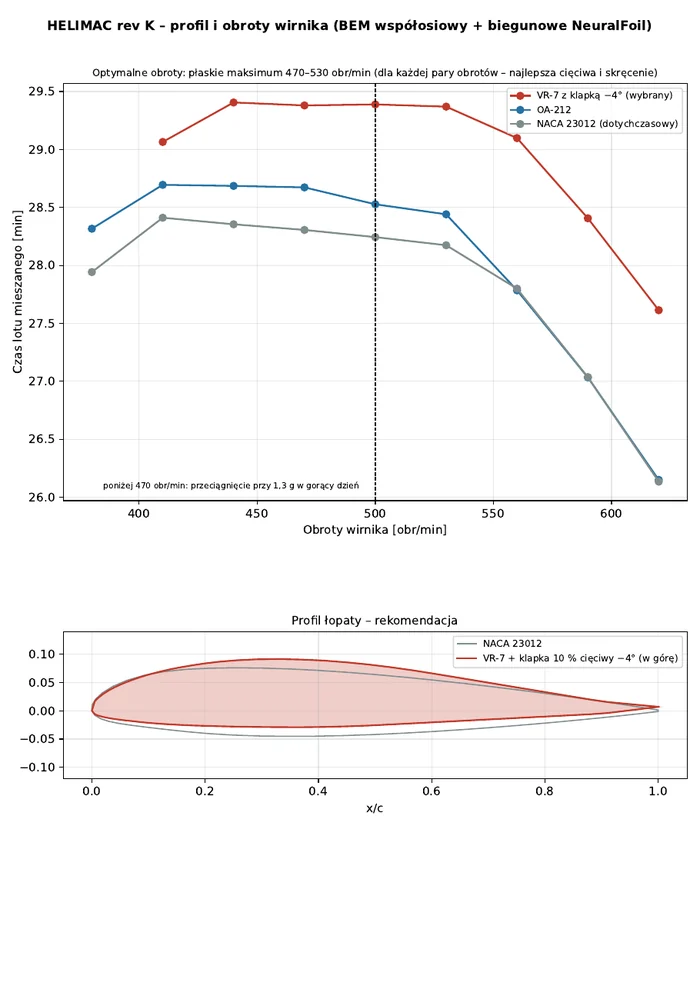 HELIMAC rev K – profil i obroty wirnika (BEM współosiowy + biegunowe NeuralFoil)
Optymalne obroty: płaskie maksimum 470–530 obr/min (dla każdej pary obrotów – najlepsza cięciwa i skręcenie)
VR-7 z klapką −4° (wybrany)
OA-212
NACA 23012 (dotychczasowy)
29.5
29.0
28.5
28.0
27.5
27.0
26.5
26.0
Czas lotu mieszanego [min]
poniżej 470 obr/min: przeciągnięcie przy 1,3 g w gorący dzień
400
450
500
550
600
Obroty wirnika [obr/min]
Profil łopaty – rekomendacja
NACA 23012
VR-7 + klapka 10 % cięciwy −4° (w górę)
0.10
0.05
0.00
−0.05
−0.10
0.0
0.2
0.4
0.6
0.8
1.0
x/c